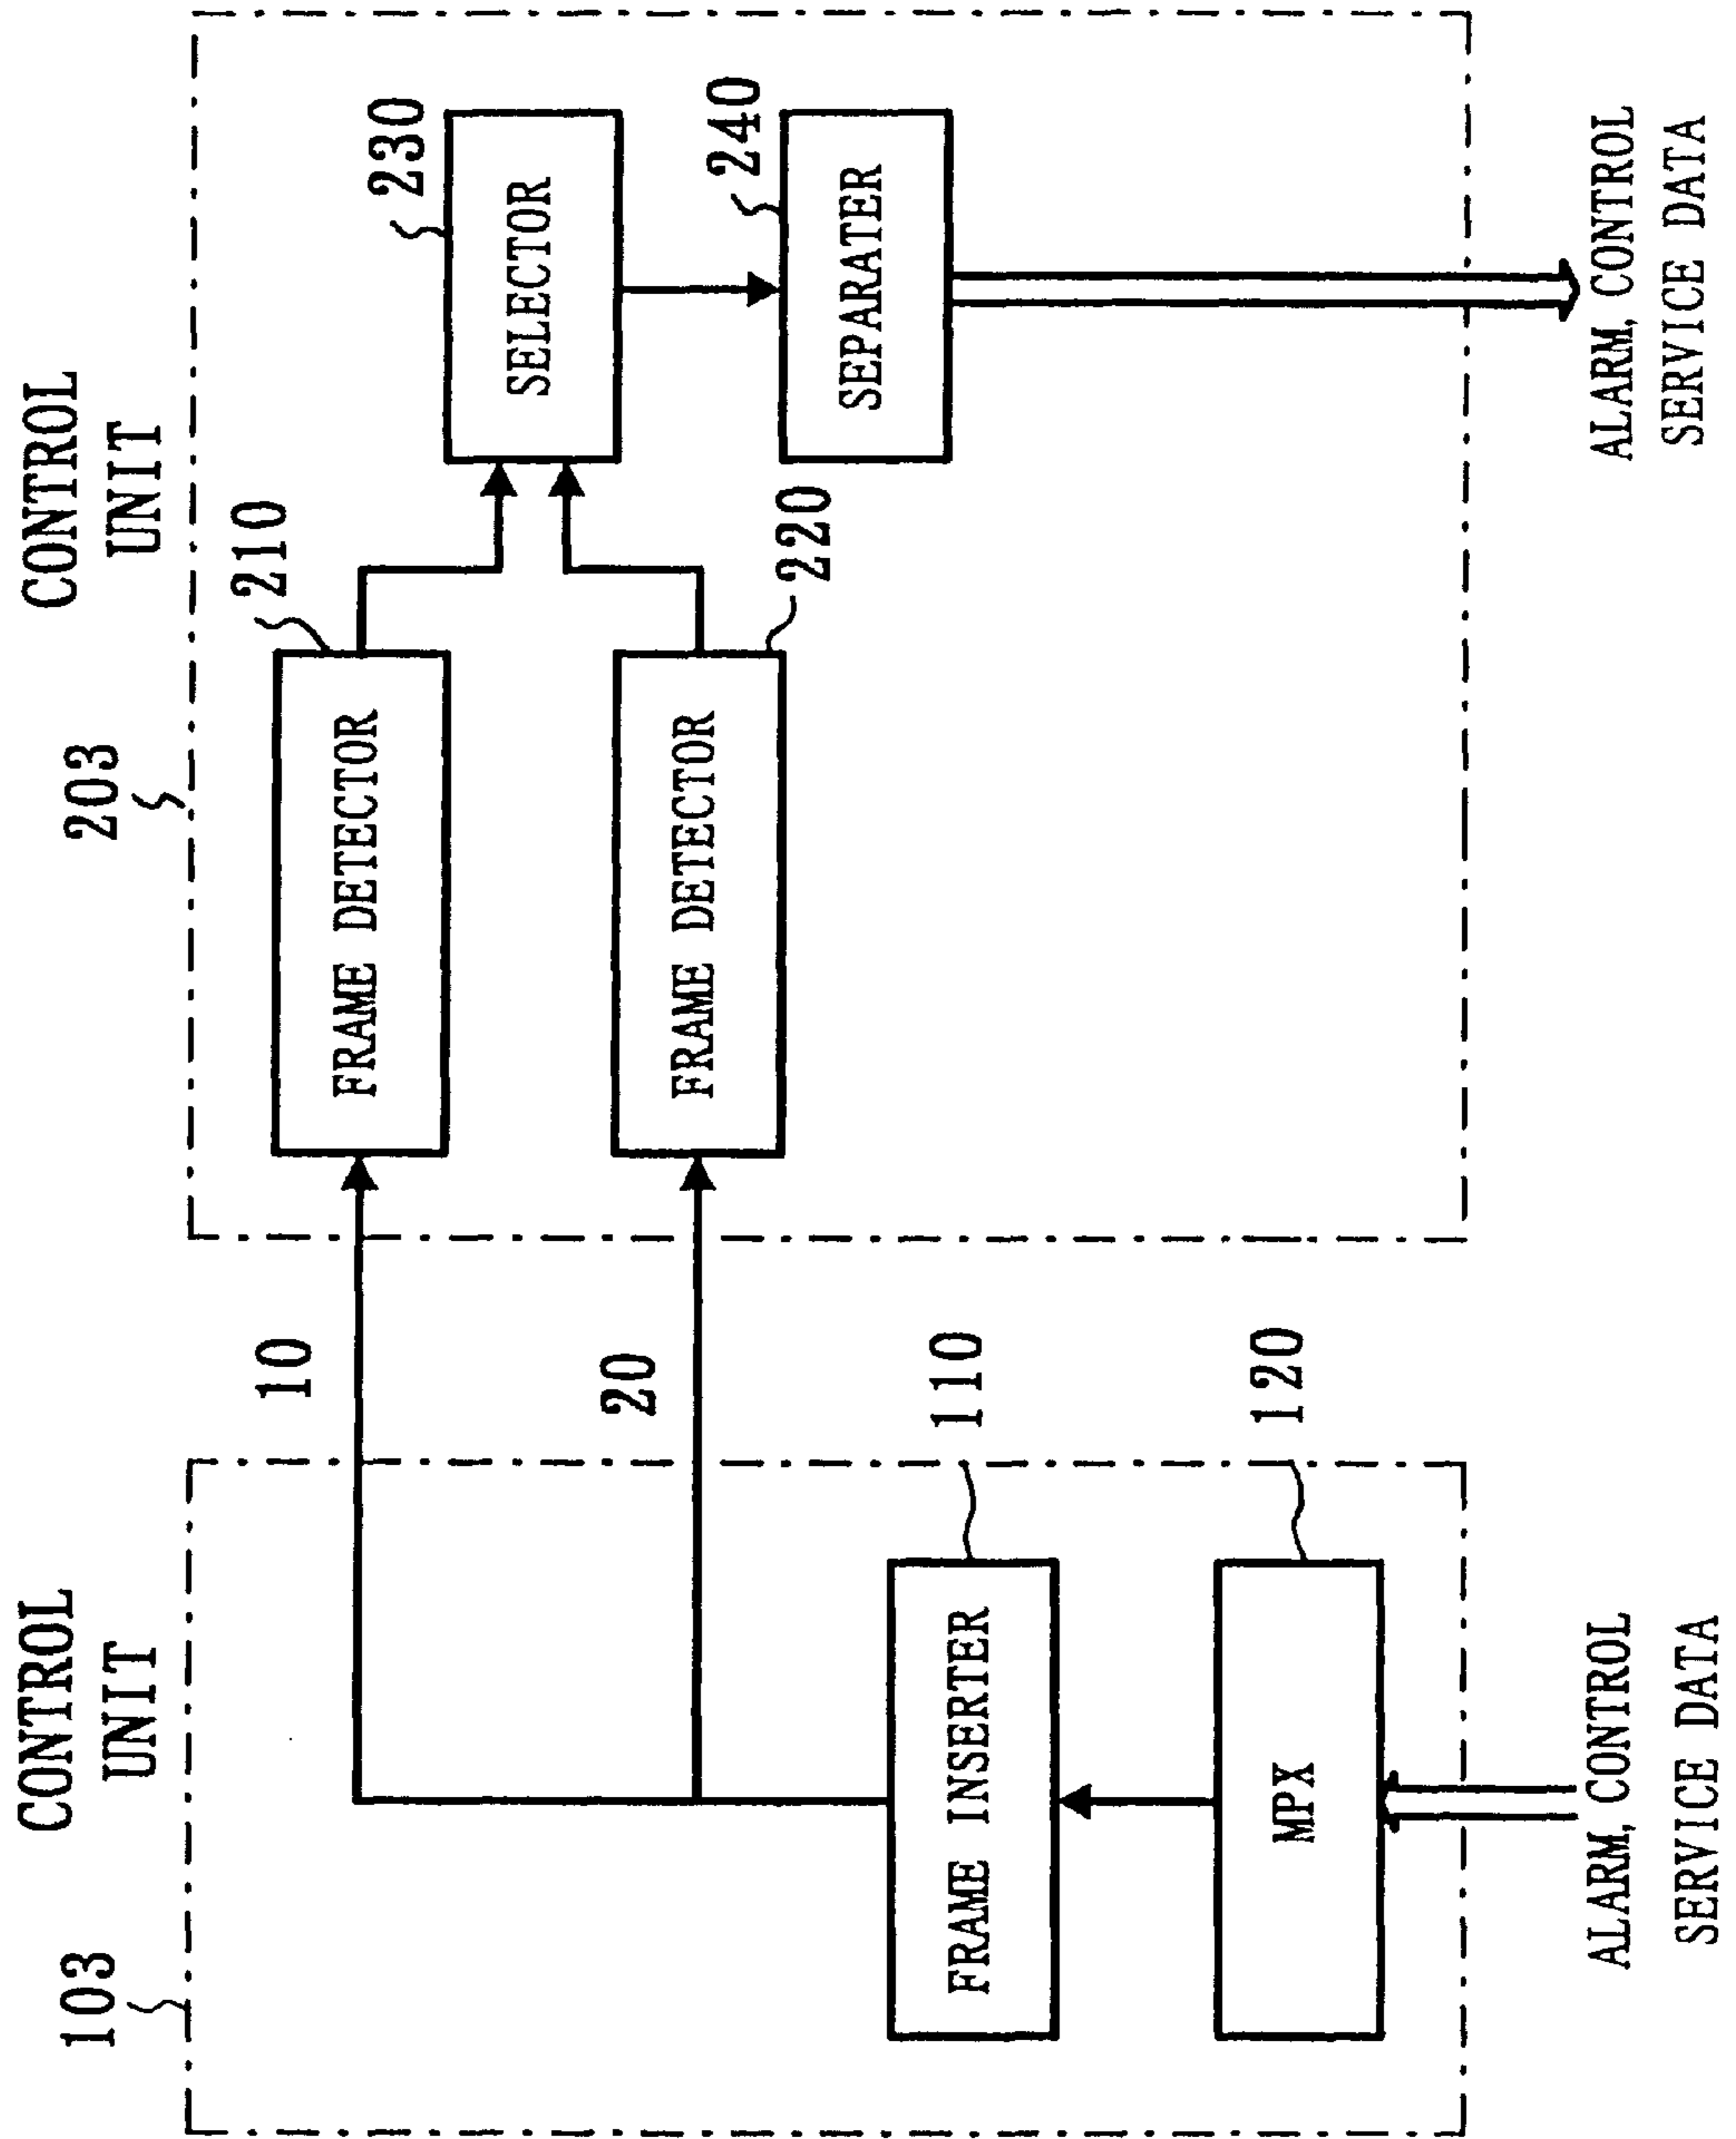 103
CONTROL
UNIT
203
CONTROL
UNIT
10
FRAME DETECTOR
210
230
SELECTOR
20
FRAME DETECTOR
220
240
SEPARATER
FRAME INSERTER
110
MPX
120
ALARM, CONTROL
SERVICE DATA
ALARM, CONTROL
SERVICE DATA